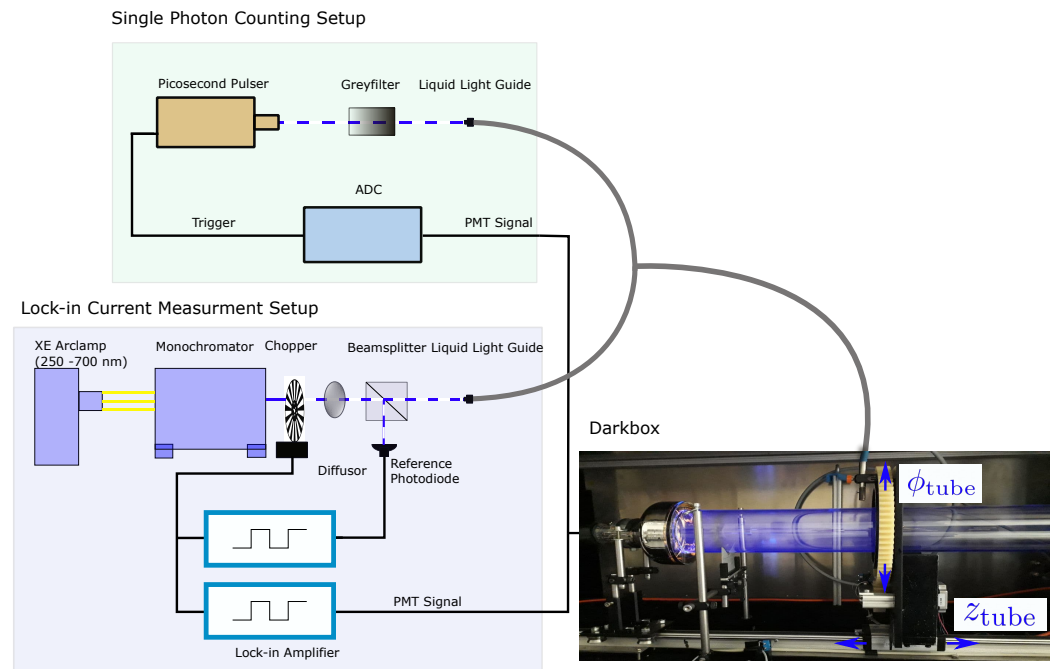 Single Photon Counting Setup
Picosecond Pulser
Greyfilter
Liquid Light Guide
ADC
Trigger
PMT Signal
Lock-in Current Measurment Setup
XE Arclamp
(250 -700 nm)
Monochromator
Chopper
Beamsplitter
Liquid Light Guide
Diffusor
Reference
Photodiode
PMT Signal
Lock-in Amplifier
Darkbox
ϕtube
ztube